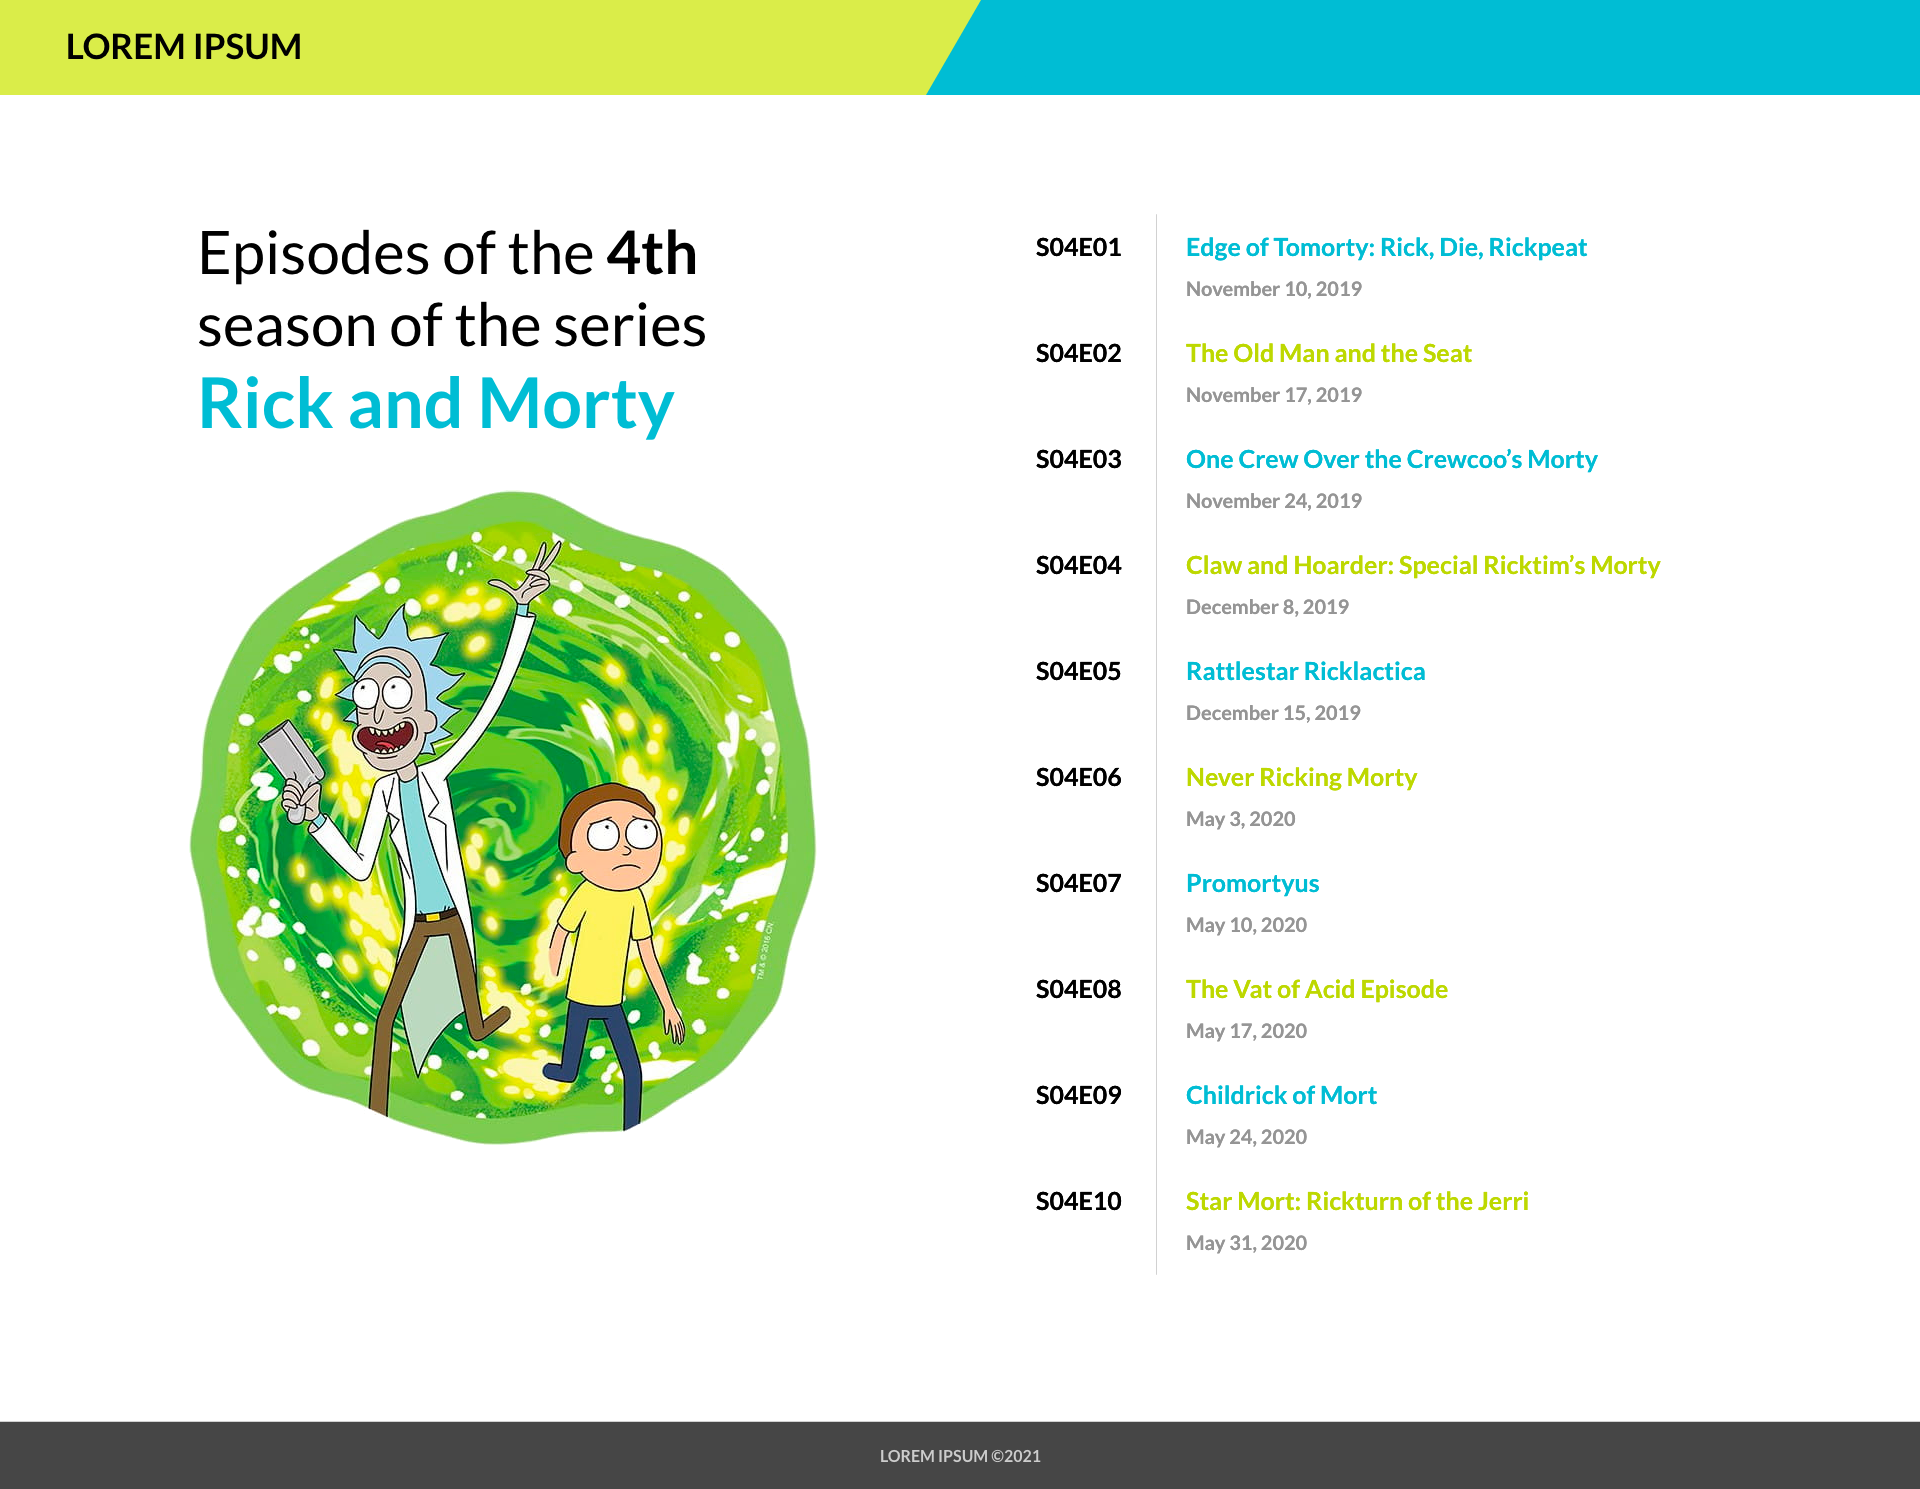 LOREM IPSUM
Episodes of the 4th
season of the series
Rick and Morty
TM & © 2016 CN
S04E01
Edge of Tomorty: Rick, Die, Rickpeat
November 10, 2019
S04E02
The Old Man and the Seat
November 17, 2019
S04E03
One Crew Over the Crewcoo’s Morty
November 24, 2019
S04E04
Claw and Hoarder: Special Ricktim’s Morty
December 8, 2019
S04E05
Rattlestar Ricklactica
December 15, 2019
S04E06
Never Ricking Morty
May 3, 2020
S04E07
Promortyus
May 10, 2020
S04E08
The Vat of Acid Episode
May 17, 2020
S04E09
Childrick of Mort
May 24, 2020
S04E10
Star Mort: Rickturn of the Jerri
May 31, 2020
LOREM IPSUM ©2021